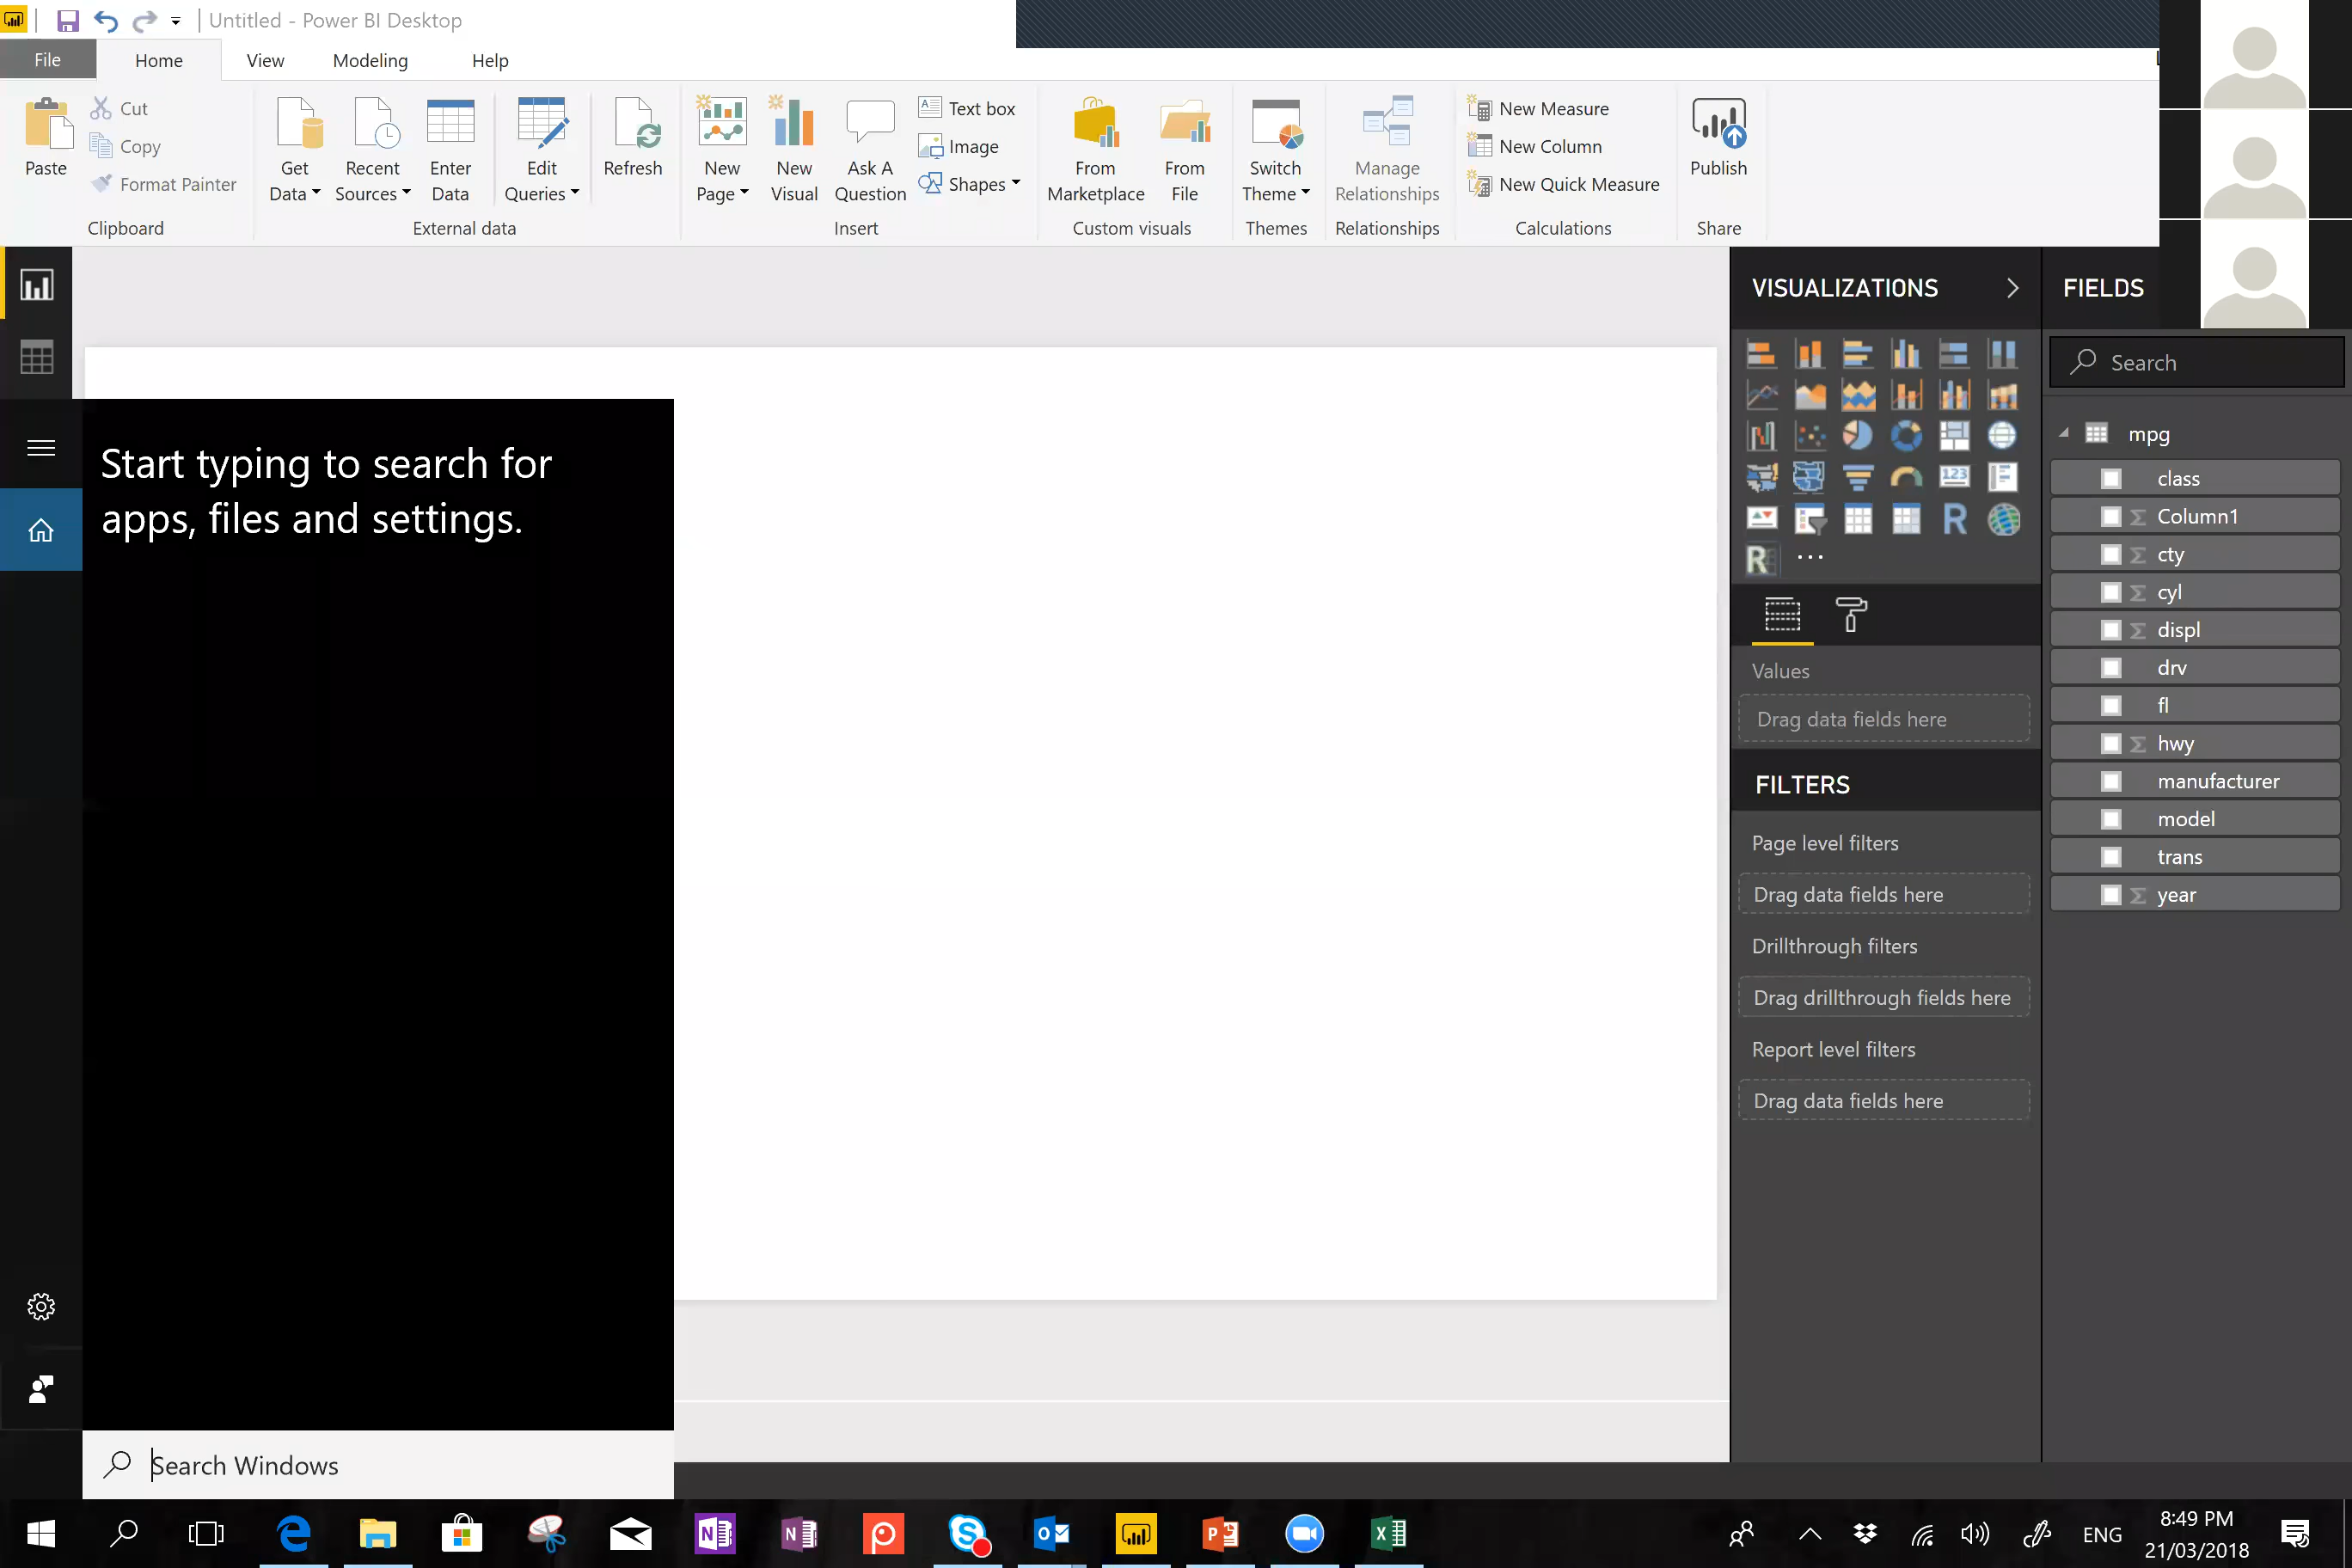 Untitled - Power BI Desktop
File Home View Modeling Help
Paste
Cut
Copy
Format Painter
Clipboard
Get Data
Recent Sources
Enter Data
Edit Queries
Refresh
External data
New Page
New Visual
Ask A Question
Text box
Image
Shapes
Insert
From Marketplace
From File
Custom visuals
Switch Theme
Themes
Manage Relationships
Relationships
New Measure
New Column
New Quick Measure
Calculations
Publish
Share
Start typing to search for
apps, files and settings.
Search Windows
VISUALIZATIONS
123
R
R
Values
Drag data fields here
FILTERS
Page level filters
Drag data fields here
Drillthrough filters
Drag drillthrough fields here
Report level filters
Drag data fields here
FIELDS
Search
mpg
class
Column1
cty
cyl
displ
drv
fl
hwy
manufacturer
model
trans
year
ENG
8:49 PM
21/03/2018